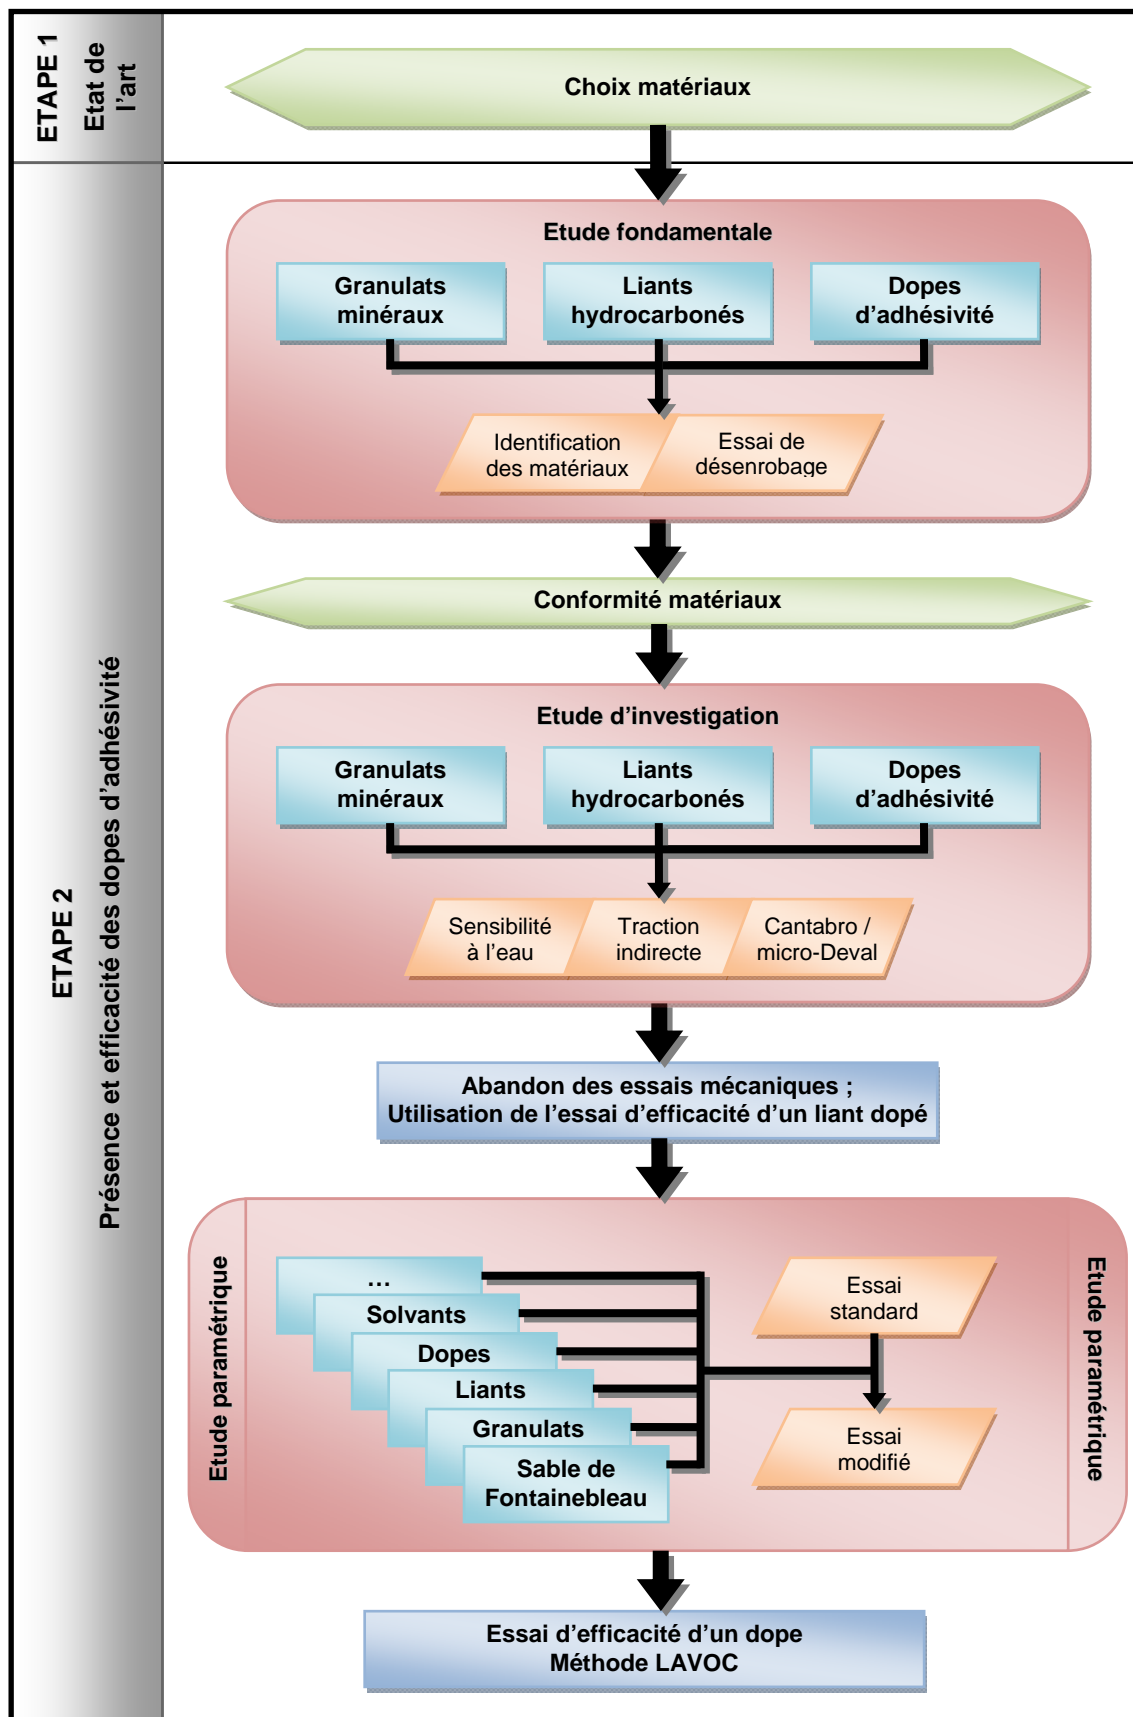 ETAPE 1
Etat de
l’art
Choix matériaux
ETAPE 2
Présence et efficacité des dopes d’adhésivité
Etude fondamentale
Granulats
minéraux
Liants
hydrocarbonés
Dopes
d’adhésivité
Identification
des matériaux
Essai de
désenrobage
Conformité matériaux
Etude d’investigation
Granulats
minéraux
Liants
hydrocarbonés
Dopes
d’adhésivité
Sensibilité
à l’eau
Traction
indirecte
Cantabro /
micro-Deval
Abandon des essais mécaniques ;
Utilisation de l’essai d’efficacité d’un liant dopé
Etude paramétrique
...
Solvants
Dopes
Liants
Granulats
Sable de
Fontainebleau
Essai
standard
Essai
modifié
Etude paramétrique
Essai d’efficacité d’un dope
Méthode LAVOC